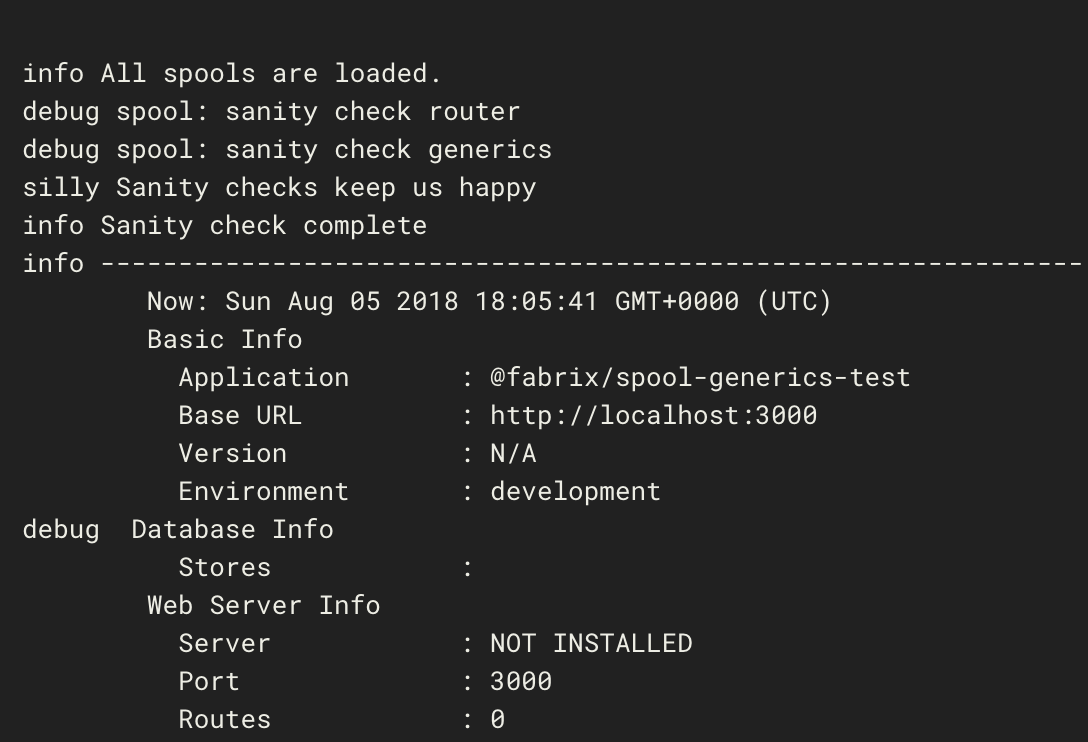 info All spools are loaded.
debug spool: sanity check router
debug spool: sanity check generics
silly Sanity checks keep us happy
info Sanity check complete
info ---------------------------------------------------------------
Now: Sun Aug 05 2018 18:05:41 GMT+0000 (UTC)
Basic Info
Application : @fabrix/spool-generics-test
Base URL : http://localhost:3000
Version : N/A
Environment : development
debug  Database Info
Stores :
Web Server Info
Server : NOT INSTALLED
Port : 3000
Routes : 0